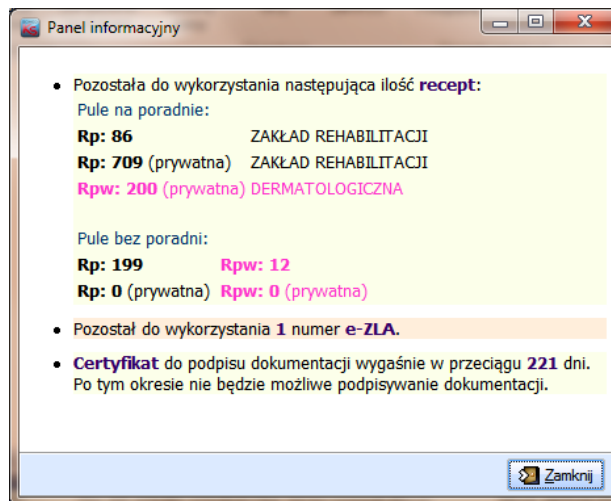 Panel informacyjny
Pozostała do wykorzystania następująca ilość recept:
Pule na poradnie:
Rp: 86 ZAKŁAD REHABILITACJI
Rp: 709 (prywatna) ZAKŁAD REHABILITACJI
Rpw: 200 (prywatna) DERMATOLOGICZNA
Pule bez poradni:
Rp: 199 Rpw: 12
Rp: 0 (prywatna) Rpw: 0 (prywatna)
Pozostał do wykorzystania 1 numer e-ZLA.
Certyfikat do podpisu dokumentacji wygaśnie w przeciągu 221 dni.
Po tym okresie nie będzie możliwe podpisywanie dokumentacji.
Zamknij